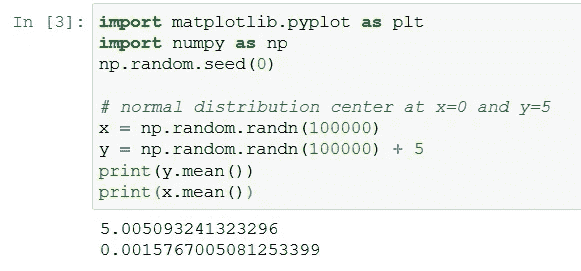 In [3]: import matplotlib.pyplot as plt
import numpy as np
np.random.seed(0)
# normal distribution center at x=0 and y=5
x = np.random.randn(100000)
y = np.random.randn(100000) + 5
print(y.mean())
print(x.mean())
5.005093241323296
0.0015767005081253399